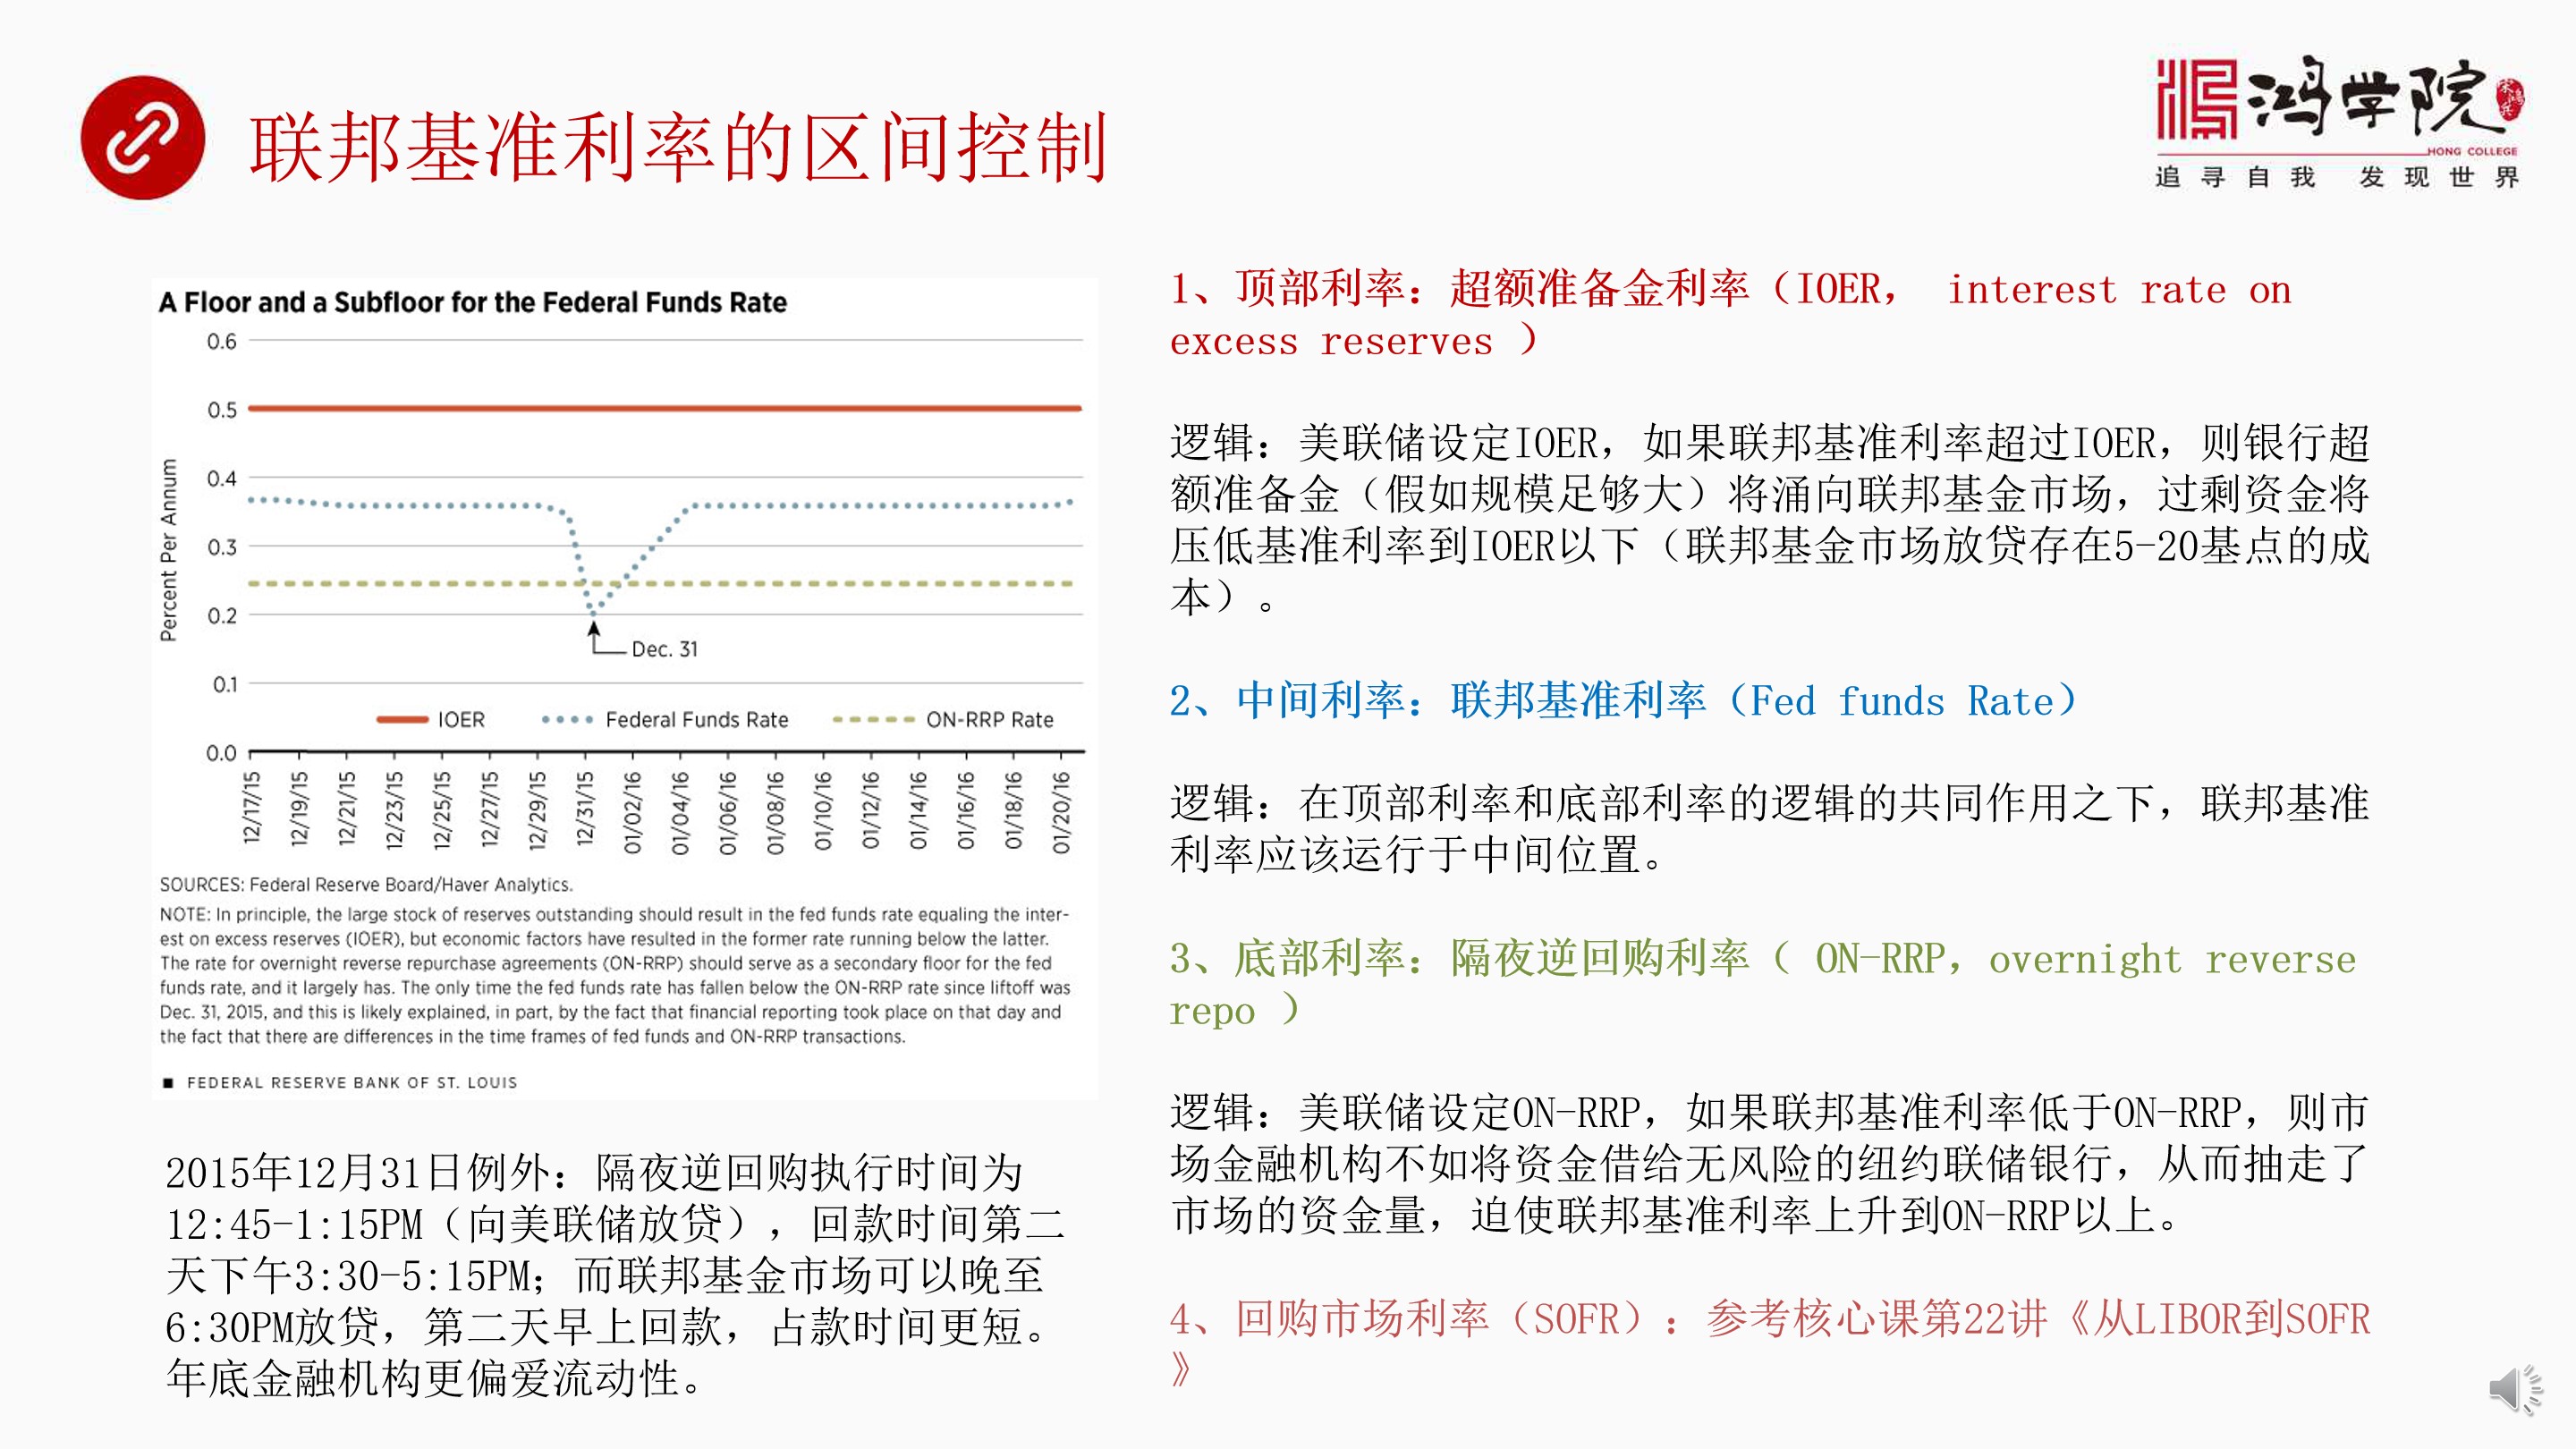 联邦基准利率的区间控制
鸿学院
HONG COLLEGE
追寻自我 发现世界
A Floor and a Subfloor for the Federal Funds Rate
Percent Per Annum
0.6
0.5
0.4
0.3
0.2
0.1
0.0
Dec. 31
IOER Federal Funds Rate ON-RRP Rate
12/17/15 12/19/15 12/21/15 12/23/15 12/25/15 12/27/15 12/29/15 12/31/15 01/02/16 01/04/16 01/06/16 01/08/16 01/10/16 01/12/16 01/14/16 01/16/16 01/18/16 01/20/16
SOURCES: Federal Reserve Board/Haver Analytics.
NOTE: In principle, the large stock of reserves outstanding should result in the fed funds rate equaling the inter-
est on excess reserves (IOER), but economic factors have resulted in the former rate running below the latter.
The rate for overnight reverse repurchase agreements (ON-RRP) should serve as a secondary floor for the fed
funds rate, and it largely has. The only time the fed funds rate has fallen below the ON-RRP rate since liftoff was
Dec. 31, 2015, and this is likely explained, in part, by the fact that financial reporting took place on that day and
the fact that there are differences in the time frames of fed funds and ON-RRP transactions.
■ FEDERAL RESERVE BANK OF ST. LOUIS
2015年12月31日例外：隔夜逆回购执行时间为
12:45-1:15PM（向美联储放贷），回款时间第二
天下午3:30-5:15PM；而联邦基金市场可以晚至
6:30PM放贷，第二天早上回款，占款时间更短。
年底金融机构更偏爱流动性。
1、顶部利率：超额准备金利率（IOER， interest rate on
excess reserves ）
逻辑：美联储设定IOER，如果联邦基准利率超过IOER，则银行超
额准备金（假如规模足够大）将涌向联邦基金市场，过剩资金将
压低基准利率到IOER以下（联邦基金市场放贷存在5-20基点的成
本）。
2、中间利率：联邦基准利率（Fed funds Rate）
逻辑：在顶部利率和底部利率的逻辑的共同作用之下，联邦基准
利率应该运行于中间位置。
3、底部利率：隔夜逆回购利率（ ON-RRP，overnight reverse
repo ）
逻辑：美联储设定ON-RRP，如果联邦基准利率低于ON-RRP，则市
场金融机构不如将资金借给无风险的纽约联储银行，从而抽走了
市场的资金量，迫使联邦基准利率上升到ON-RRP以上。
4、回购市场利率（SOFR）：参考核心课第22讲《从LIBOR到SOFR
》